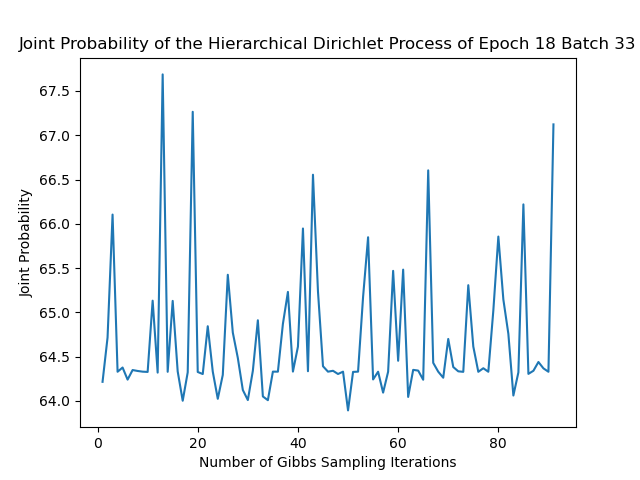 Joint Probability of the Hierarchical Dirichlet Process of Epoch 18 Batch 33
67.5
67.0
66.5
66.0
65.5
65.0
64.5
64.0
Joint Probability
0 20 40 60 80
Number of Gibbs Sampling Iterations